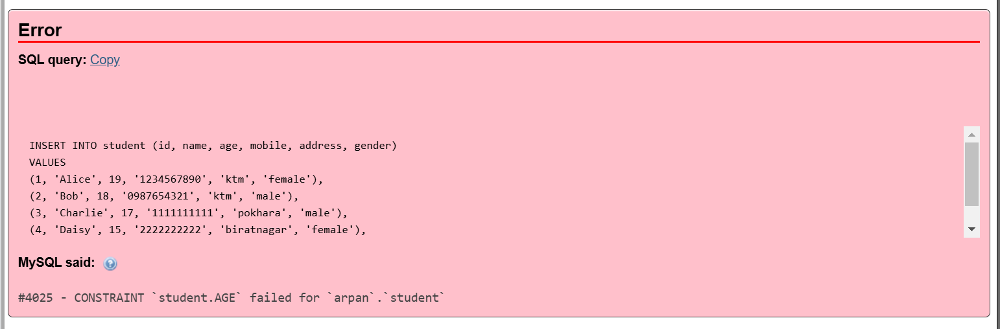 Error
SQL query: Copy
INSERT INTO student (id, name, age, mobile, address, gender)
VALUES
(1, 'Alice', 19, '1234567890', 'ktm', 'female'),
(2, 'Bob', 18, '0987654321', 'ktm', 'male'),
(3, 'Charlie', 17, '1111111111', 'pokhara', 'male'),
(4, 'Daisy', 15, '2222222222', 'biratnagar', 'female'),
MySQL said:
#4025 - CONSTRAINT `student.AGE` failed for `arpan`.`student`